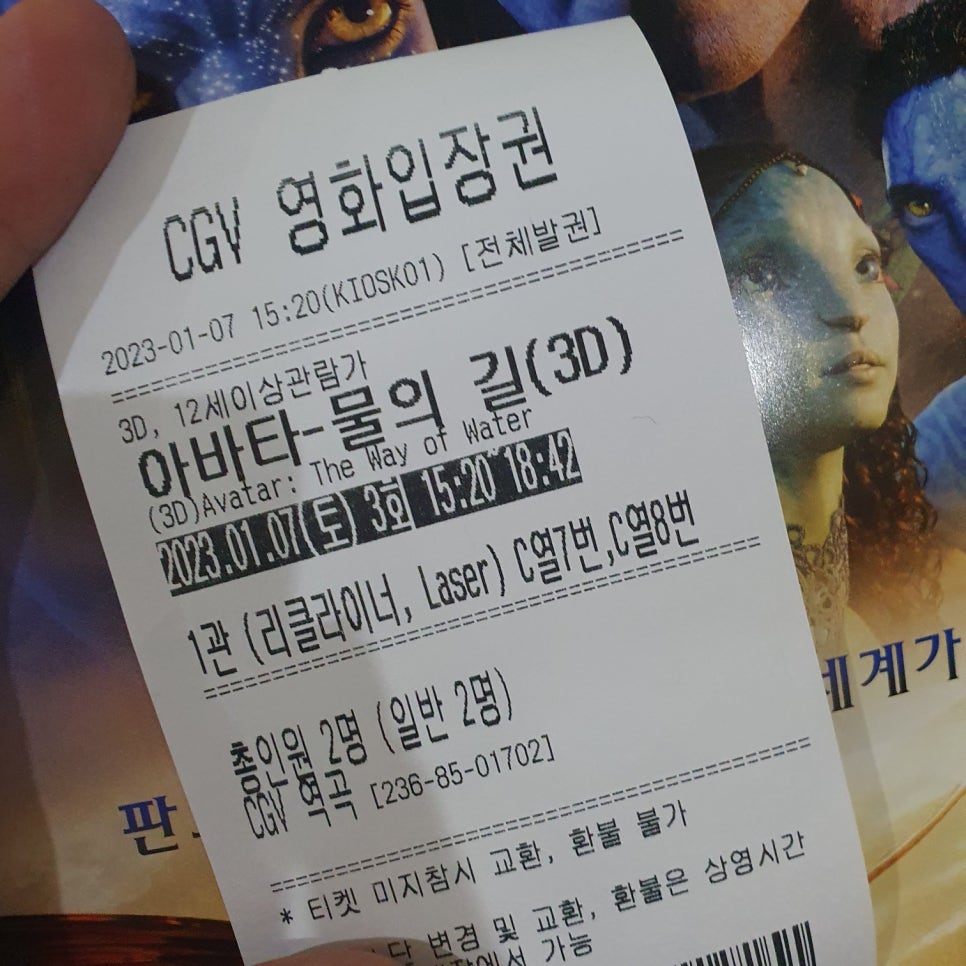 CGV 영화입장권
2023-01-07 15:20(KIOSK01) [전체발권]
3D, 12세이상관람가
아바타-물의 길(3D)
(3D)Avatar: The Way of Water
2023.01.07(토) 3회 15:20~18:42
1관 (리클라이너, Laser) C열7번,C열8번
총인원 2명 (일반 2명)
CGV 역곡 [236-85-01702]
* 티켓 미지참시 교환, 환불 불가
변경 및 교환, 환불은 상영시간
가능
세계가
판